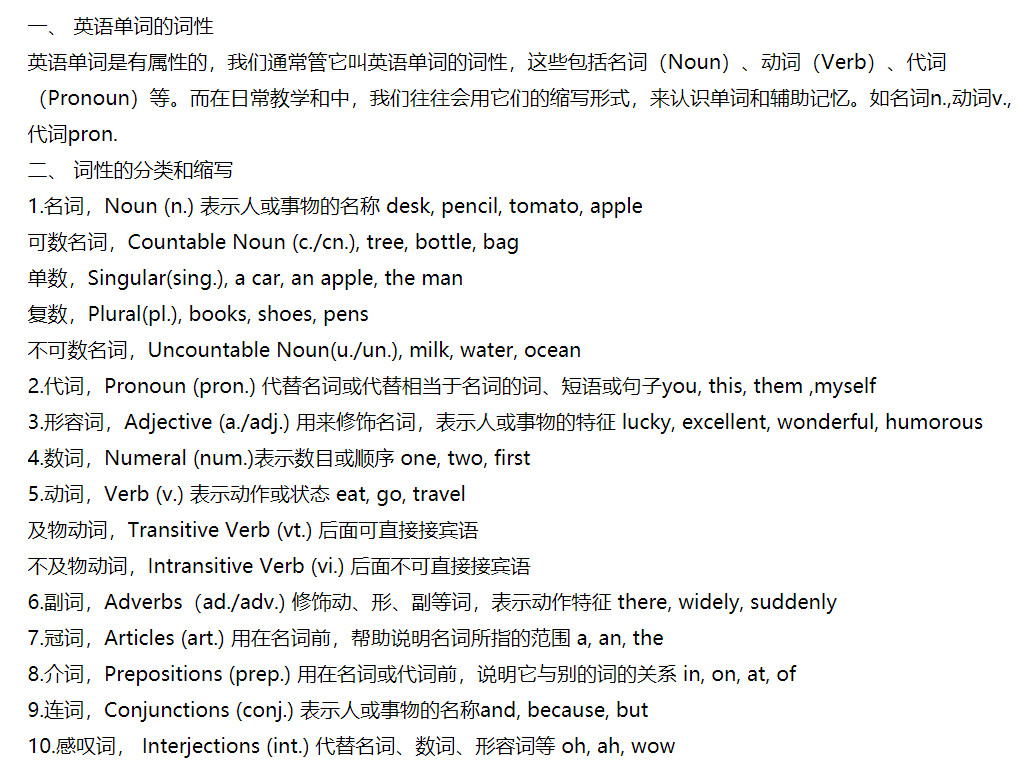 一、 英语单词的词性
英语单词是有属性的，我们通常管它叫英语单词的词性，这些包括名词（Noun）、动词（Verb）、代词
（Pronoun）等。而在日常教学和中，我们往往会用它们的缩写形式，来认识单词和辅助记忆。如名词n.,动词v.,
代词pron.
二、 词性的分类和缩写
1.名词，Noun (n.) 表示人或事物的名称 desk, pencil, tomato, apple
可数名词，Countable Noun (c./cn.), tree, bottle, bag
单数，Singular(sing.), a car, an apple, the man
复数，Plural(pl.), books, shoes, pens
不可数名词，Uncountable Noun(u./un.), milk, water, ocean
2.代词，Pronoun (pron.) 代替名词或代替相当于名词的词、短语或句子you, this, them ,myself
3.形容词，Adjective (a./adj.) 用来修饰名词，表示人或事物的特征 lucky, excellent, wonderful, humorous
4.数词，Numeral (num.)表示数目或顺序 one, two, first
5.动词，Verb (v.) 表示动作或状态 eat, go, travel
及物动词，Transitive Verb (vt.) 后面可直接接宾语
不及物动词，Intransitive Verb (vi.) 后面不可直接接宾语
6.副词，Adverbs（ad./adv.) 修饰动、形、副等词，表示动作特征 there, widely, suddenly
7.冠词，Articles (art.) 用在名词前，帮助说明名词所指的范围 a, an, the
8.介词，Prepositions (prep.) 用在名词或代词前，说明它与别的词的关系 in, on, at, of
9.连词，Conjunctions (conj.) 表示人或事物的名称and, because, but
10.感叹词， Interjections (int.) 代替名词、数词、形容词等 oh, ah, wow